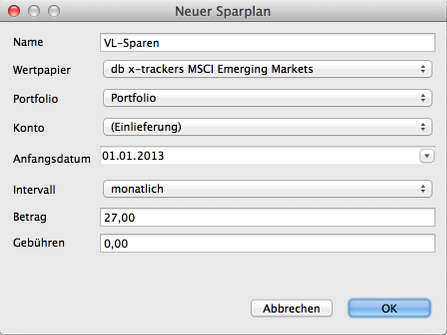 Neuer Sparplan
Name VL-Sparen
Wertpapier db x-trackers MSCI Emerging Markets
Portfolio Portfolio
Konto (Einlieferung)
Anfangsdatum 01.01.2013
Intervall monatlich
Betrag 27,00
Gebühren 0,00
Abbrechen OK